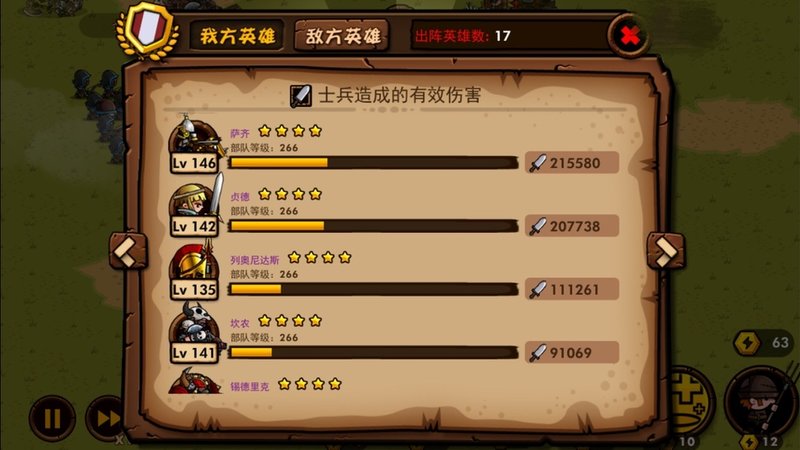 我方英雄 敌方英雄 出阵英雄数: 17
士兵造成的有效伤害
萨齐
部队等级: 266
Lv 146 215580
贞德
部队等级: 266
Lv 142 207738
列奥尼达斯
部队等级: 266
Lv 135 111261
坎农
部队等级: 266
Lv 141 91069
锡德里克
63
X 10 12